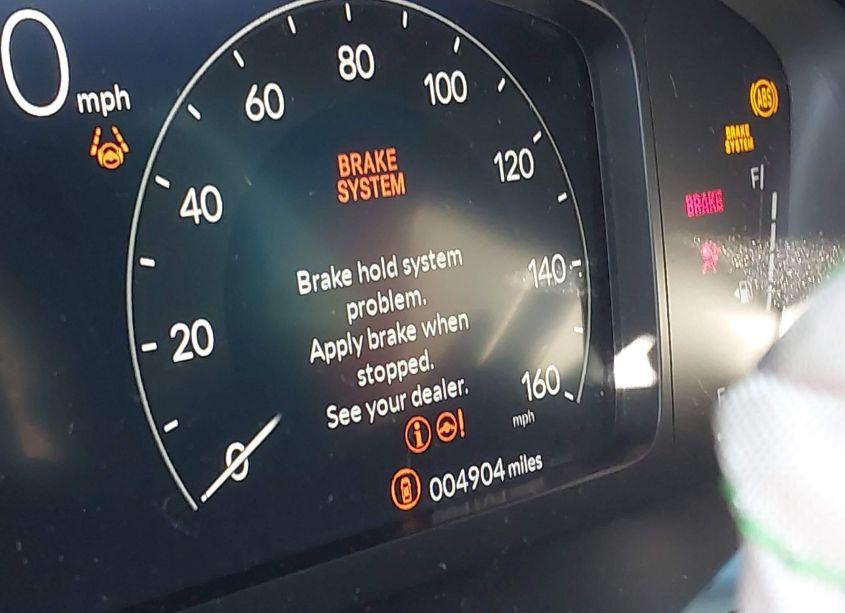 0 mph
80
60
100
ABS
BRAKE
SYSTEM
BRAKE
SYSTEM
120
F
40
BRAKE
Brake hold system
problem.
140
Apply brake when
20
stopped.
See your dealer.
160
mph
!
0
004904 miles